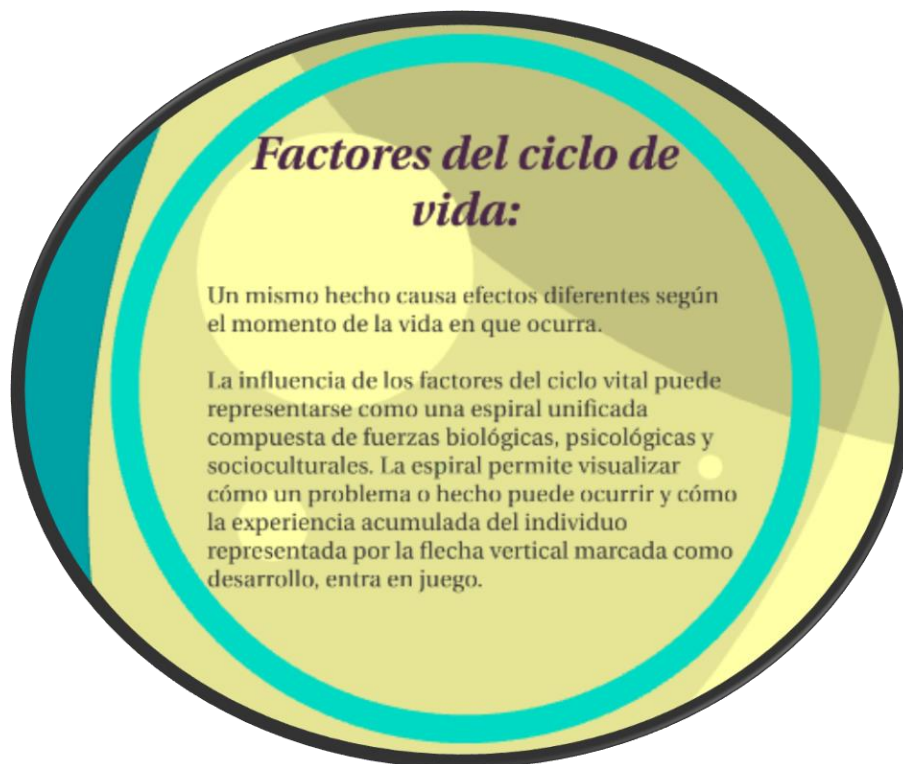 Factores del ciclo de
vida:
Un mismo hecho causa efectos diferentes según
el momento de la vida en que ocurra.
La influencia de los factores del ciclo vital puede
representarse como una espiral unificada
compuesta de fuerzas biológicas, psicológicas y
socioculturales. La espiral permite visualizar
cómo un problema o hecho puede ocurrir y cómo
la experiencia acumulada del individuo
representada por la flecha vertical marcada como
desarrollo, entra en juego.